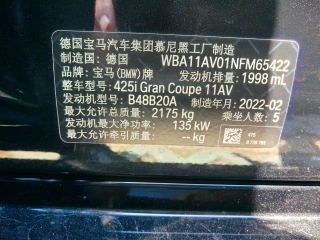 德国宝马汽车集团慕尼黑工厂制造
制造国：德国 WBA11AV01NFM65422
品牌：宝马(BMW)牌 发动机排量：1998 mL
整车型号：425i Gran Coupe 11AV
发动机型号：B48B20A 制造年月：2022-02
最大允许总质量：2175 kg 乘坐人数：5
发动机最大净功率：135 kW
最大允许牵引质量：-- kg